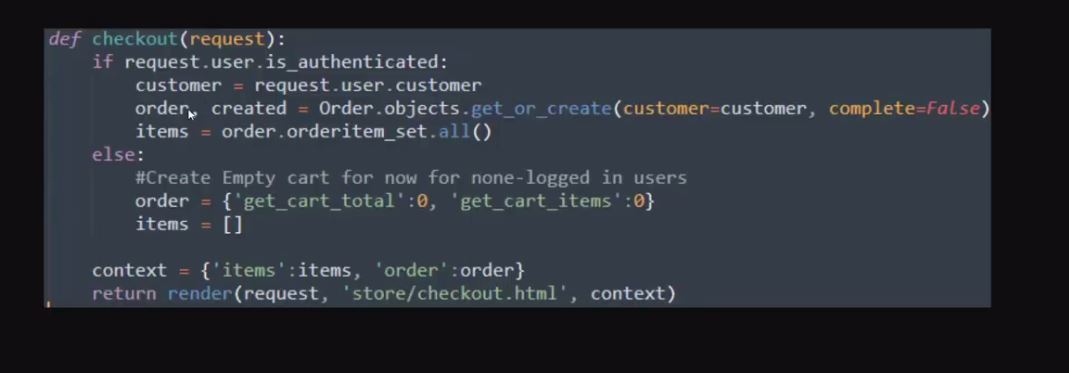 def checkout(request):
    if request.user.is_authenticated:
        customer = request.user.customer
        order, created = Order.objects.get_or_create(customer=customer, complete=False)
        items = order.orderitem_set.all()
    else:
        #Create Empty cart for now for none-logged in users
        order = {'get_cart_total':0, 'get_cart_items':0}
        items = []

    context = {'items':items, 'order':order}
    return render(request, 'store/checkout.html', context)